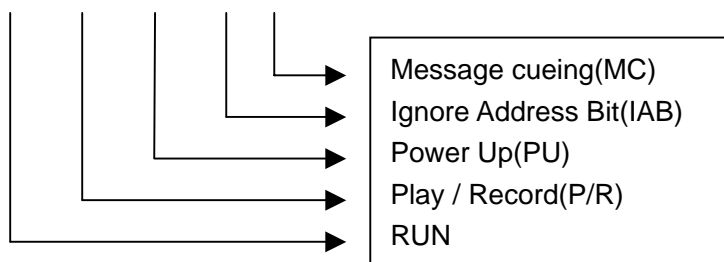 Message cueing(MC)
Ignore Address Bit(IAB)
Power Up(PU)
Play / Record(P/R)
RUN